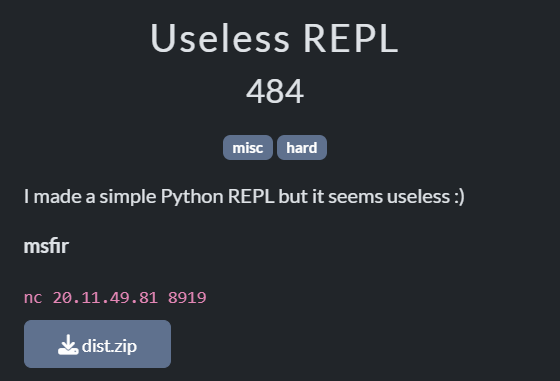 Useless REPL
484
misc hard
I made a simple Python REPL but it seems useless :)
msfir
nc 20.11.49.81 8919
dist.zip